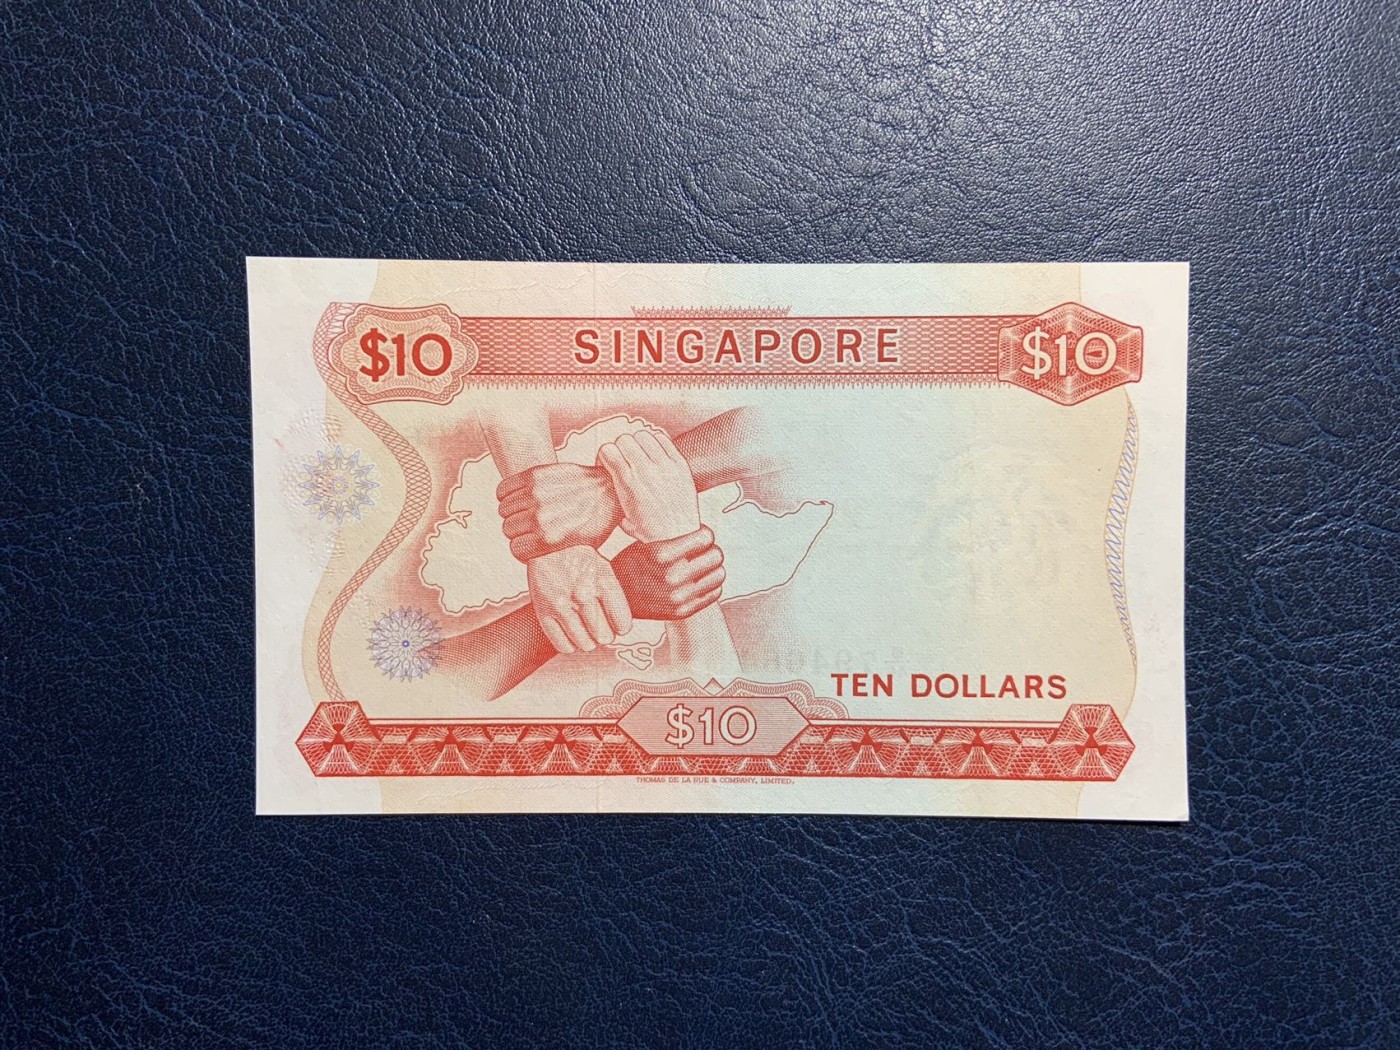 $10 SINGAPORE $10
TEN DOLLARS
$10
THOMAS DE LA RUE & COMPANY, LIMITED.